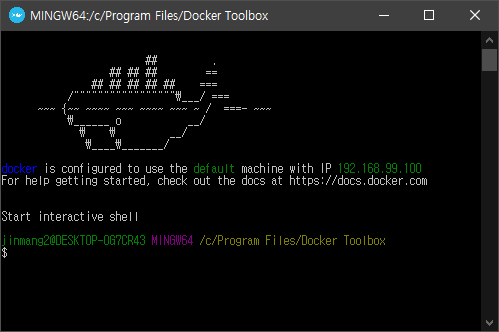 MINGW64:/c/Program Files/Docker Toolbox
                        ##         .
                  ## ## ##        ==
               ## ## ## ## ##    ===
           /"""""""""""""""""₩___/ ===
      ~~~ {~~ ~~~~ ~~~ ~~~~ ~~~ ~ /  ===- ~~~
           ₩______ o           __/
             ₩    ₩         __/
              ₩____₩_______/
docker is configured to use the default machine with IP 192.168.99.100
For help getting started, check out the docs at https://docs.docker.com
Start interactive shell
jinmang2@DESKTOP-OG7CR43 MINGW64 /c/Program Files/Docker Toolbox
$